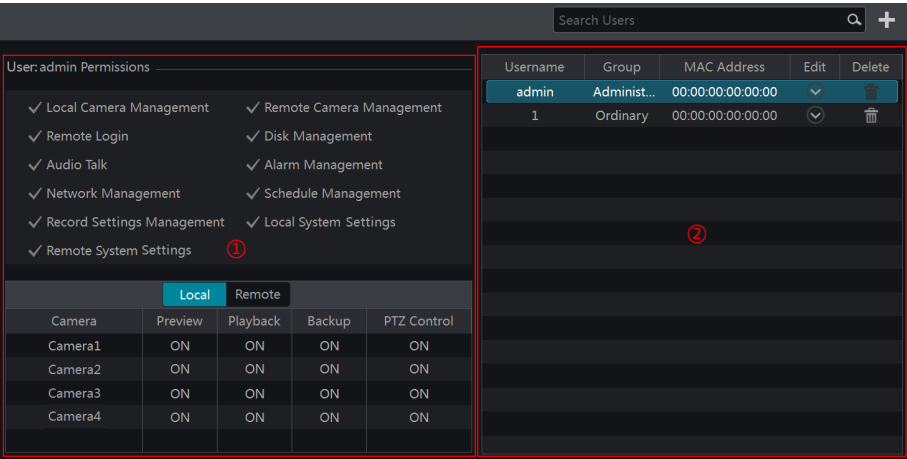 Search Users
User:admin Permissions
Local Camera Management Remote Camera Management
Remote Login Disk Management
Audio Talk Alarm Management
Network Management Schedule Management
Record Settings Management Local System Settings
Remote System Settings ①
Local Remote
Camera Preview Playback Backup PTZ Control
Camera1 ON ON ON ON
Camera2 ON ON ON ON
Camera3 ON ON ON ON
Camera4 ON ON ON ON
Username Group MAC Address Edit Delete
admin Administ... 00:00:00:00:00:00
1 Ordinary 00:00:00:00:00:00
②